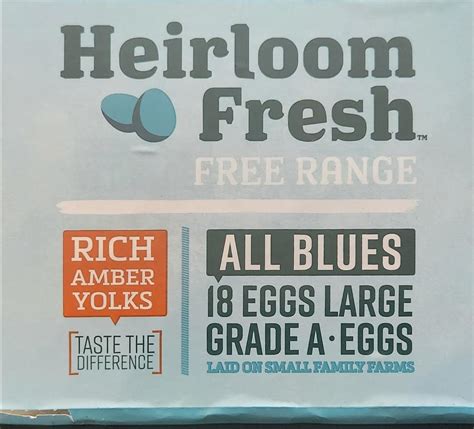 Heirloom
Fresh™
FREE RANGE
RICH
AMBER
YOLKS
[TASTE THE
DIFFERENCE]
ALL BLUES
18 EGGS LARGE
GRADE A · EGGS
LAID ON SMALL FAMILY FARMS